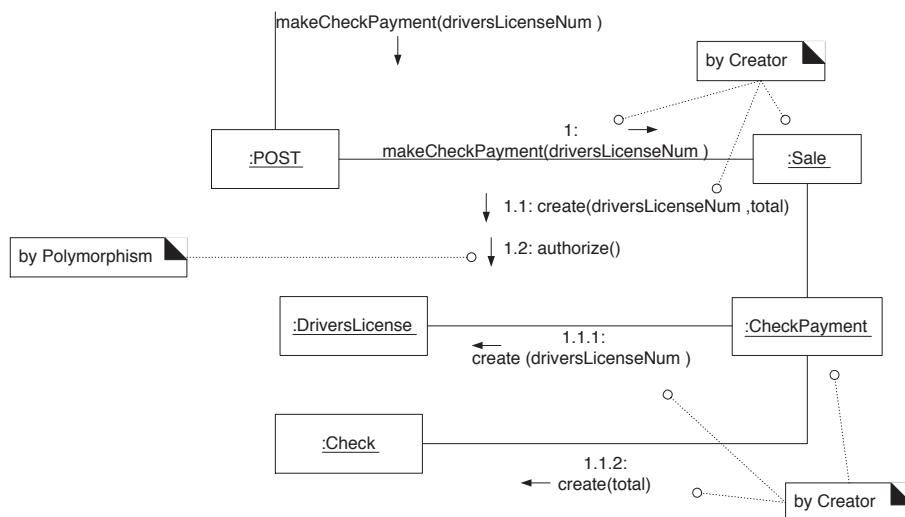 makeCheckPayment(driversLicenseNum )
by Creator
1:
makeCheckPayment(driversLicenseNum )
:POST
:Sale
1.1: create(driversLicenseNum ,total)
1.2: authorize()
by Polymorphism
:DriversLicense
:CheckPayment
1.1.1:
create (driversLicenseNum )
:Check
1.1.2:
create(total)
by Creator